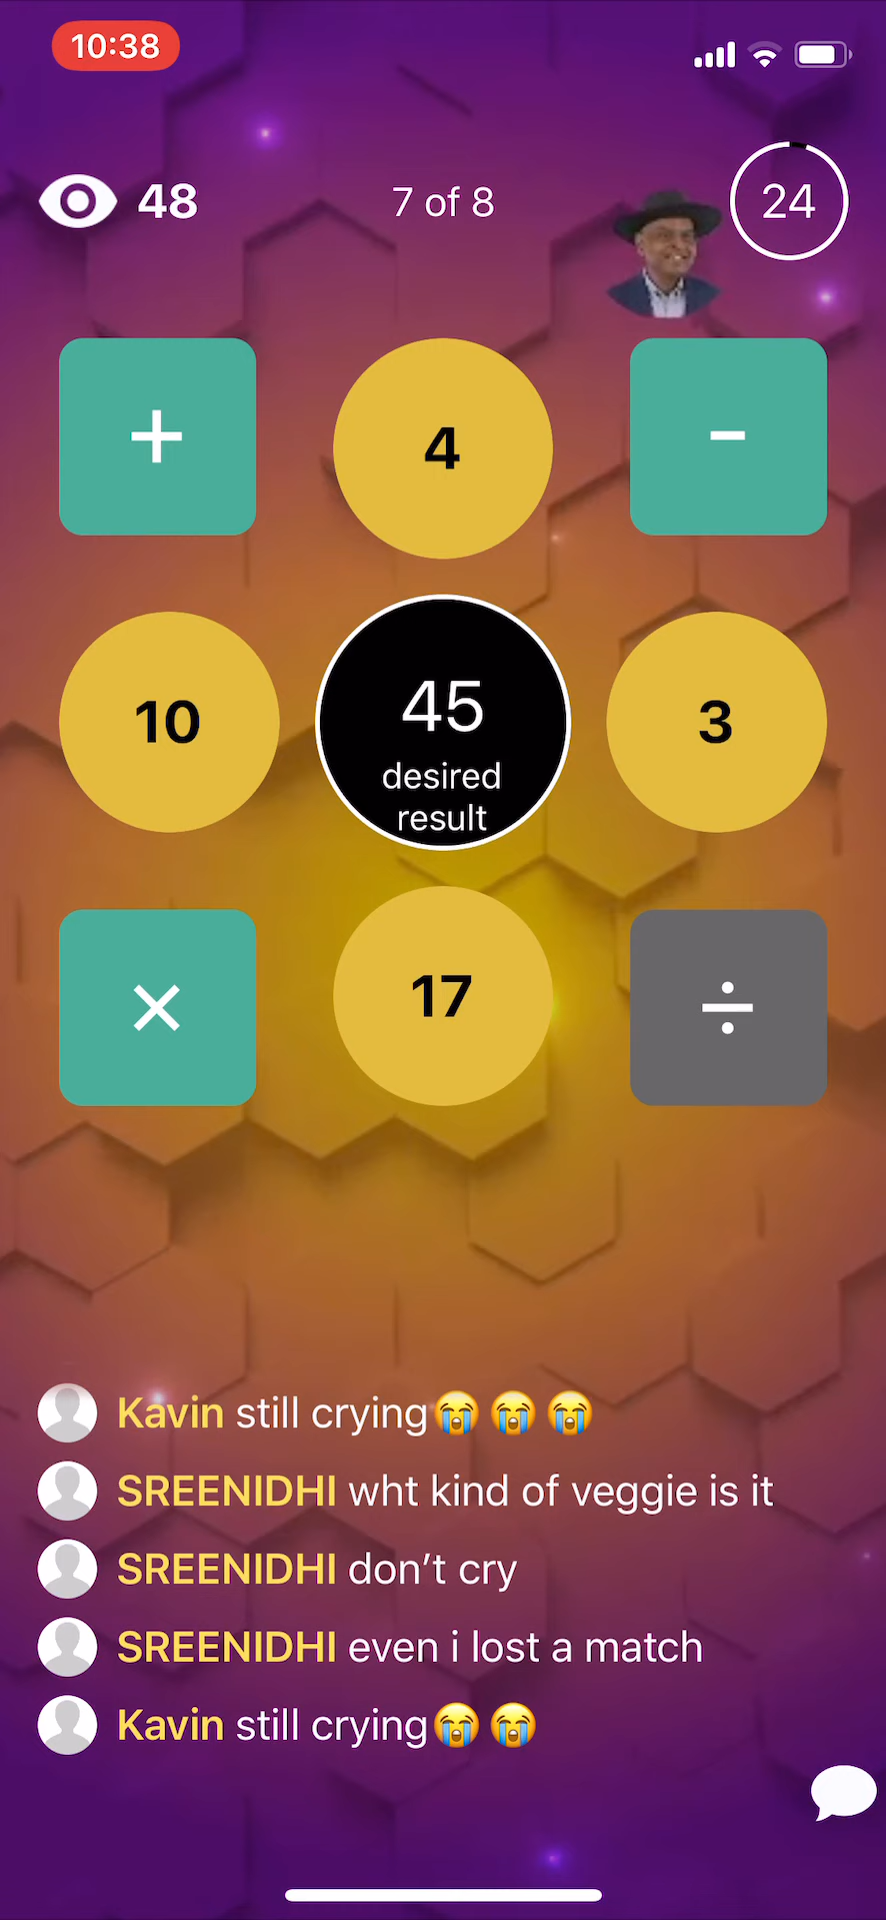 10:38
48
7 of 8
24
+
4
-
10
45
desired
result
3
×
17
÷
Kavin still crying😭😭😭
SREENIDHI wht kind of veggie is it
SREENIDHI don’t cry
SREENIDHI even i lost a match
Kavin still crying😭😭